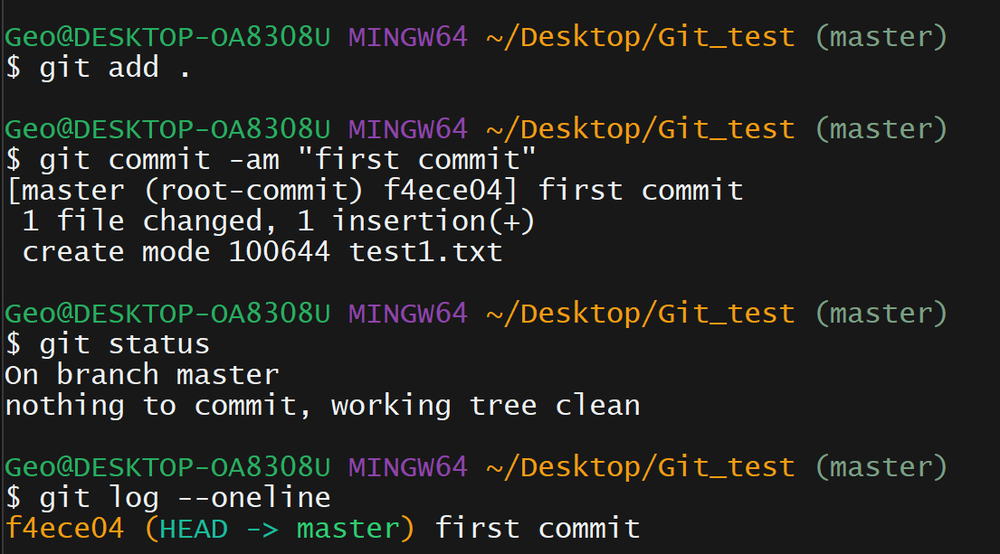 Geo@DESKTOP-OA8308U MINGW64 ~/Desktop/Git_test (master)
$ git add .
Geo@DESKTOP-OA8308U MINGW64 ~/Desktop/Git_test (master)
$ git commit -am "first commit"
[master (root-commit) f4ece04] first commit
 1 file changed, 1 insertion(+)
 create mode 100644 test1.txt
Geo@DESKTOP-OA8308U MINGW64 ~/Desktop/Git_test (master)
$ git status
On branch master
nothing to commit, working tree clean
Geo@DESKTOP-OA8308U MINGW64 ~/Desktop/Git_test (master)
$ git log --oneline
f4ece04 (HEAD -> master) first commit